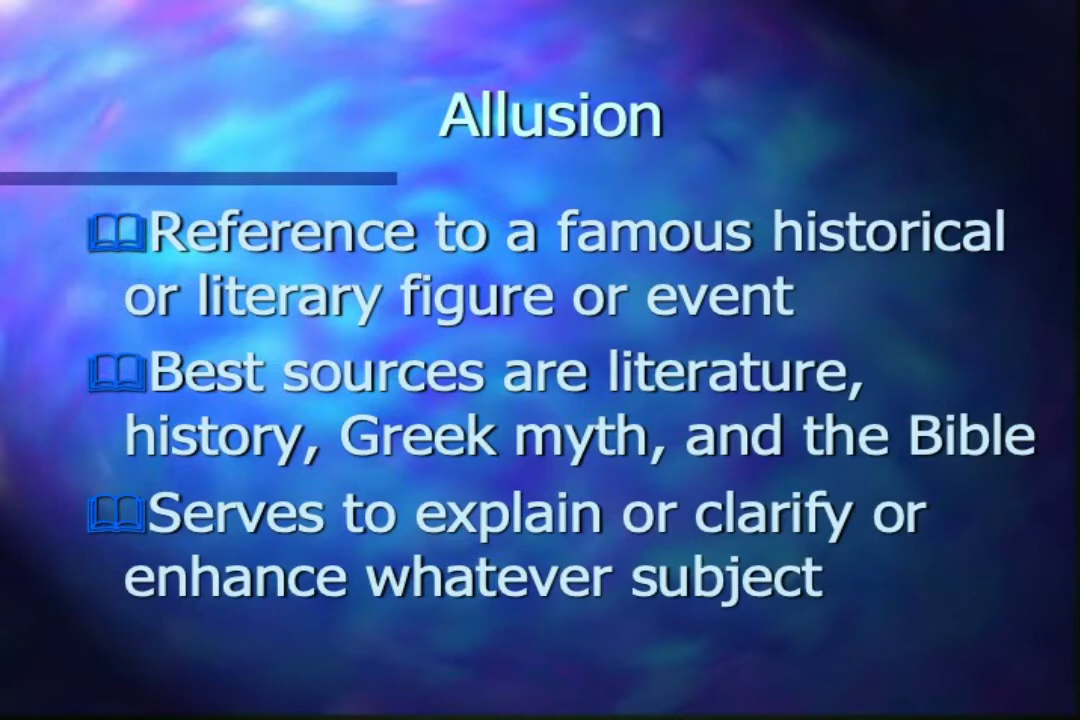 Allusion
Reference to a famous historical
or literary figure or event
Best sources are literature,
history, Greek myth, and the Bible
Serves to explain or clarify or
enhance whatever subject